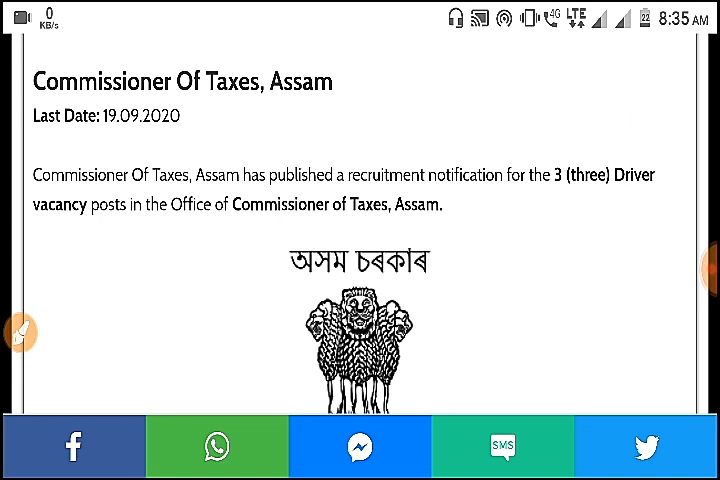 0
KB/s
4G
LTE
22
8:35 AM
Commissioner Of Taxes, Assam
Last Date: 19.09.2020
Commissioner Of Taxes, Assam has published a recruitment notification for the 3 (three) Driver
vacancy posts in the Office of Commissioner of Taxes, Assam.
অসম চৰকাৰ
SMS